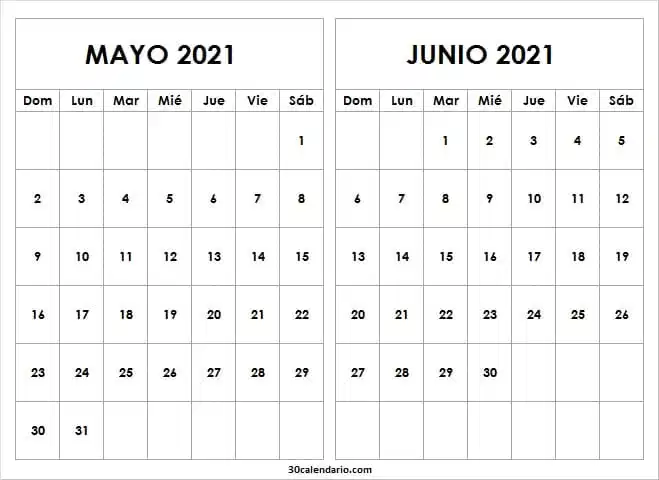 MAYO 2021
Dom Lun Mar Mié Jue Vie Sáb
1
2 3 4 5 6 7 8
9 10 11 12 13 14 15
16 17 18 19 20 21 22
23 24 25 26 27 28 29
30 31
JUNIO 2021
Dom Lun Mar Mié Jue Vie Sáb
1 2 3 4 5
6 7 8 9 10 11 12
13 14 15 16 17 18 19
20 21 22 23 24 25 26
27 28 29 30
30calendario.com